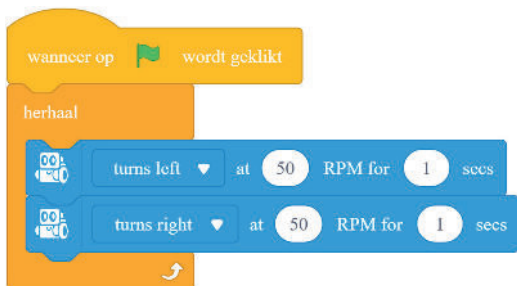 wanneer op wordt geklikt
herhaal
turns left at 50 RPM for 1 secs
turns right at 50 RPM for 1 secs